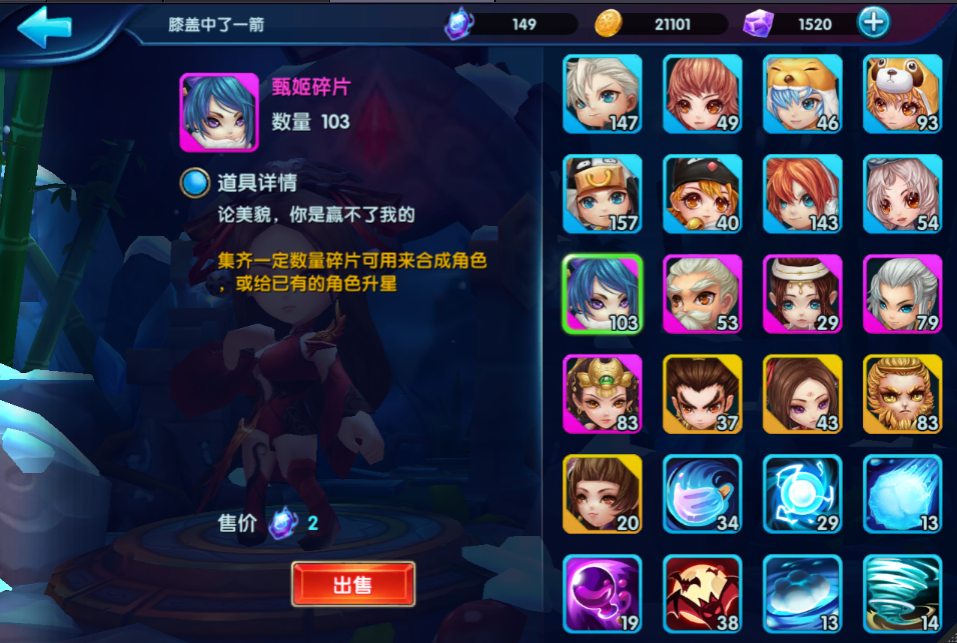 膝盖中了一箭
149
21101
1520
甄姬碎片
数量 103
道具详情
论美貌，你是赢不了我的
集齐一定数量碎片可用来合成角色
，或给已有的角色升星
售价 2
出售
147 49 46 93
157 40 143 54
103 53 29 79
83 37 43 83
20 34 29 13
19 38 13 14